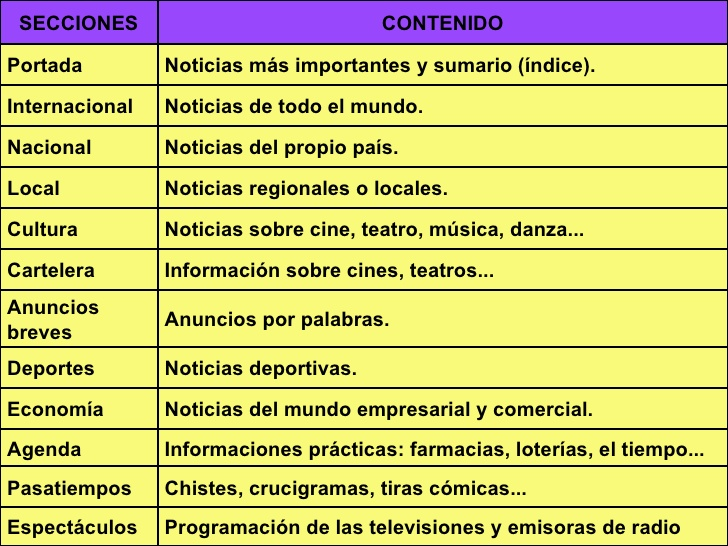 SECCIONES CONTENIDO
Portada Noticias más importantes y sumario (índice).
Internacional Noticias de todo el mundo.
Nacional Noticias del propio país.
Local Noticias regionales o locales.
Cultura Noticias sobre cine, teatro, música, danza...
Cartelera Información sobre cines, teatros...
Anuncios
breves Anuncios por palabras.
Deportes Noticias deportivas.
Economía Noticias del mundo empresarial y comercial.
Agenda Informaciones prácticas: farmacias, loterías, el tiempo...
Pasatiempos Chistes, crucigramas, tiras cómicas...
Espectáculos Programación de las televisiones y emisoras de radio